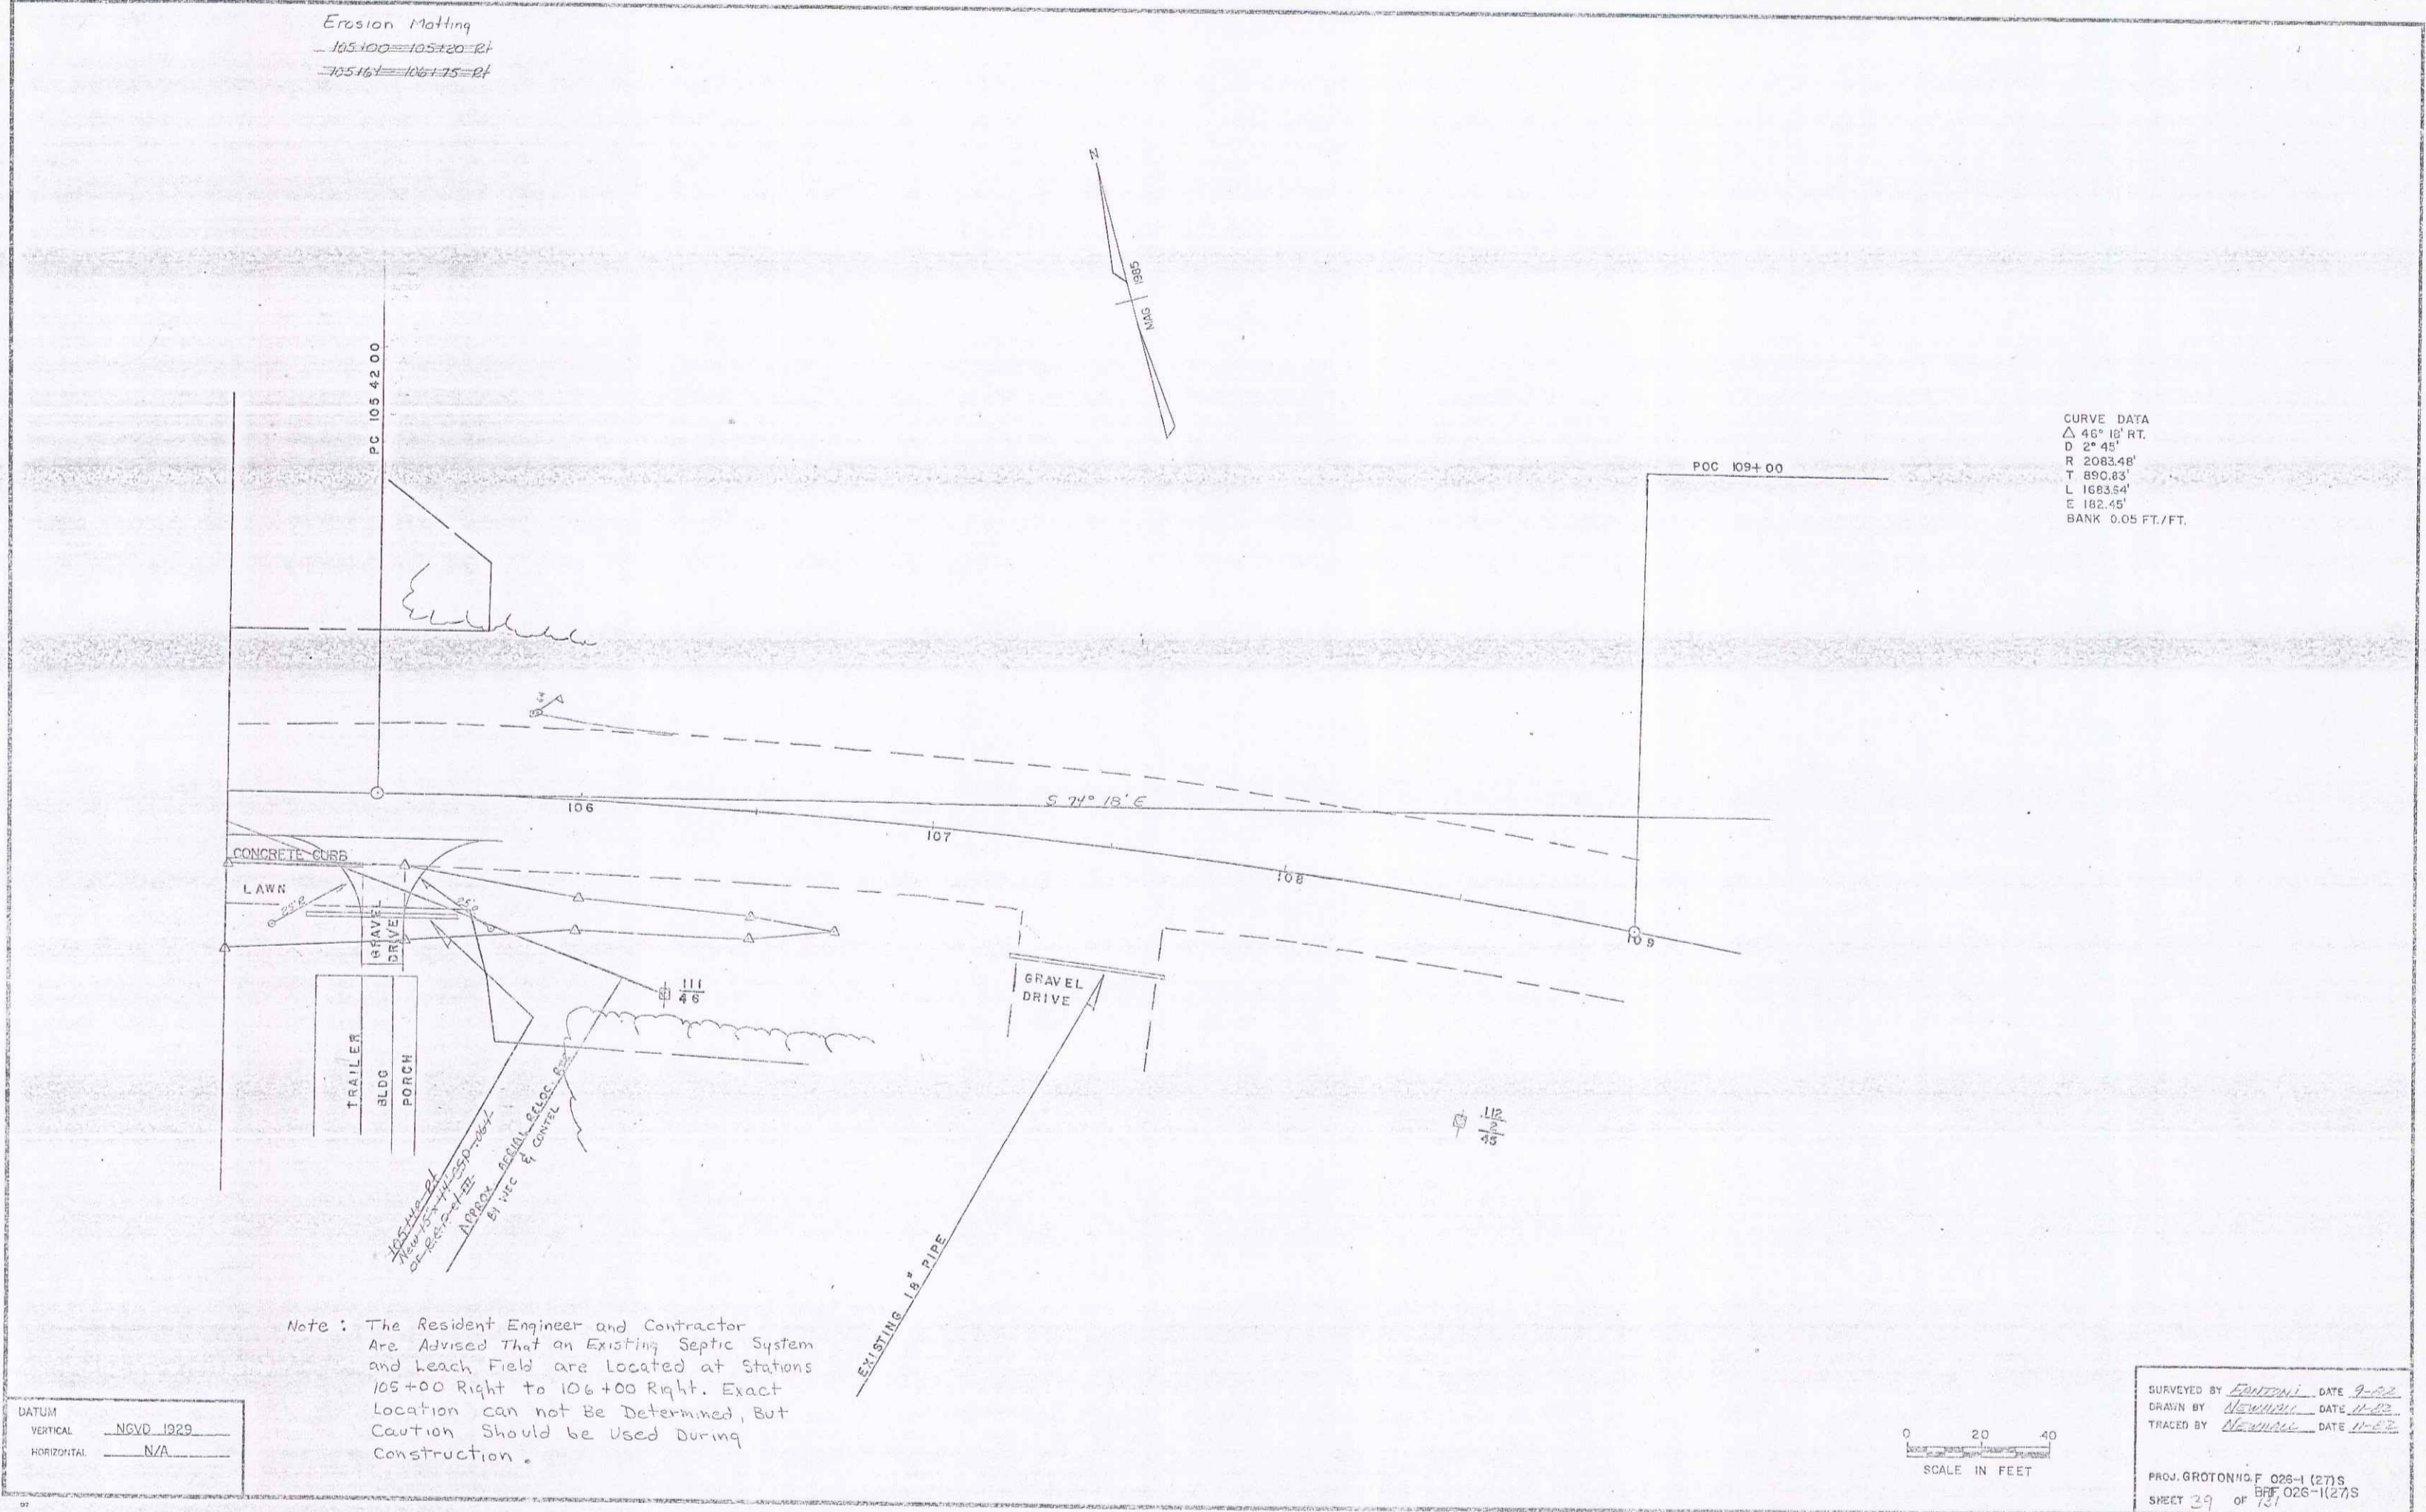 Erosion Matting
105+00 = 105+20 Rt
106+75 Rt
N
MAG 1985
PC 105 42 00
CURVE DATA
△ 46° 18' RT.
D 2° 45'
R 2083.48'
T 890.83'
L 1683.64'
E 182.45'
BANK 0.05 FT./FT.
POC 109+00
106
S 74° 18' E
107
108
109
CONCRETE CURB
LAWN
25'R
GRAVEL
DRIVE
111
46
GRAVEL
DRIVE
TRAILER
BLDG
PORCH
112
APPROX. AERIAL RELOC.
BY WEC & CONTEL
EXISTING 18" PIPE
Note : The Resident Engineer and Contractor
Are Advised That an Existing Septic System
and Leach Field are Located at Stations
105+00 Right to 106+00 Right. Exact
Location can not Be Determined, But
Caution Should be Used During
Construction.
DATUM
VERTICAL NGVD 1929
HORIZONTAL N/A
0 20 40
SCALE IN FEET
SURVEYED BY FANTONI DATE
DRAWN BY NEWHALL DATE
TRACED BY NEWHALL DATE
PROJ. GROTON NO. F 026-1 (27) S
BRF 026-1(27)S
SHEET 29 OF